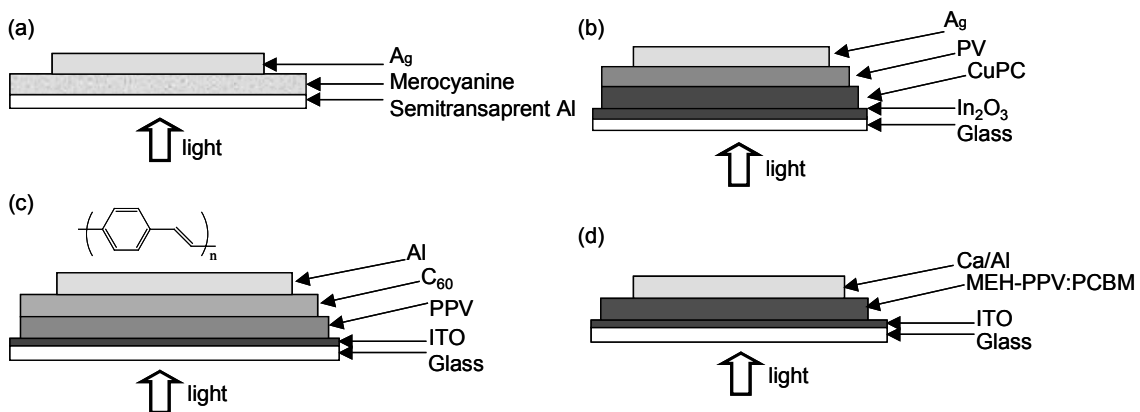 (a)
Ag
Merocyanine
Semitransaprent Al
light
(b)
Ag
PV
CuPC
In2O3
Glass
light
(c)
n
Al
C60
PPV
ITO
Glass
light
(d)
Ca/Al
MEH-PPV:PCBM
ITO
Glass
light